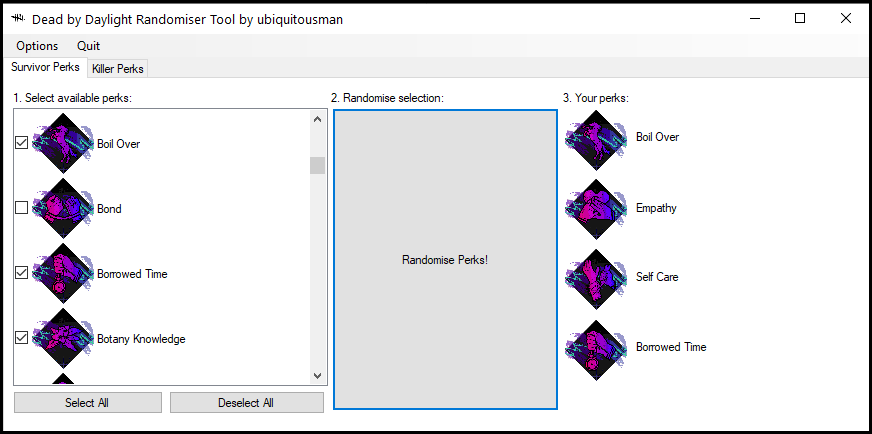 Dead by Daylight Randomiser Tool by ubiquitousman
Options Quit
Survivor Perks Killer Perks
1. Select available perks:
Boil Over
Bond
Borrowed Time
Botany Knowledge
Select All Deselect All
2. Randomise selection:
Randomise Perks!
3. Your perks:
Boil Over
Empathy
Self Care
Borrowed Time